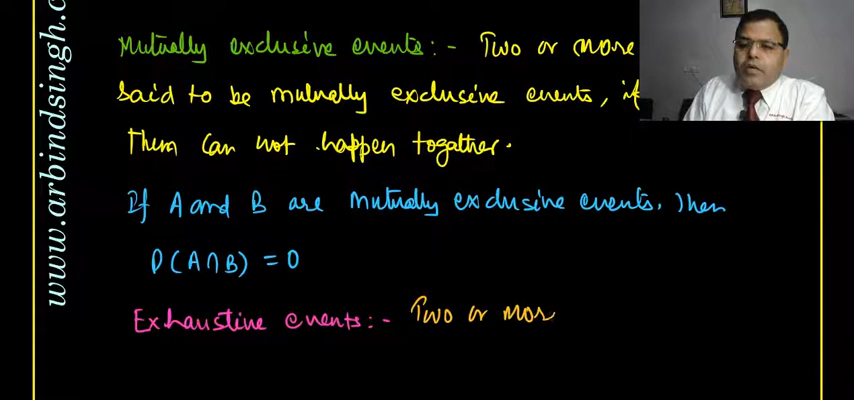 www.arbindsingh.c
Mutually exclusive events:- Two or more
said to be mutually exclusive events, if
Them can not happen together.
If A and B are mutually exclusive events. Then
P(A∩B) = 0
Exhaustive events:- Two or mor